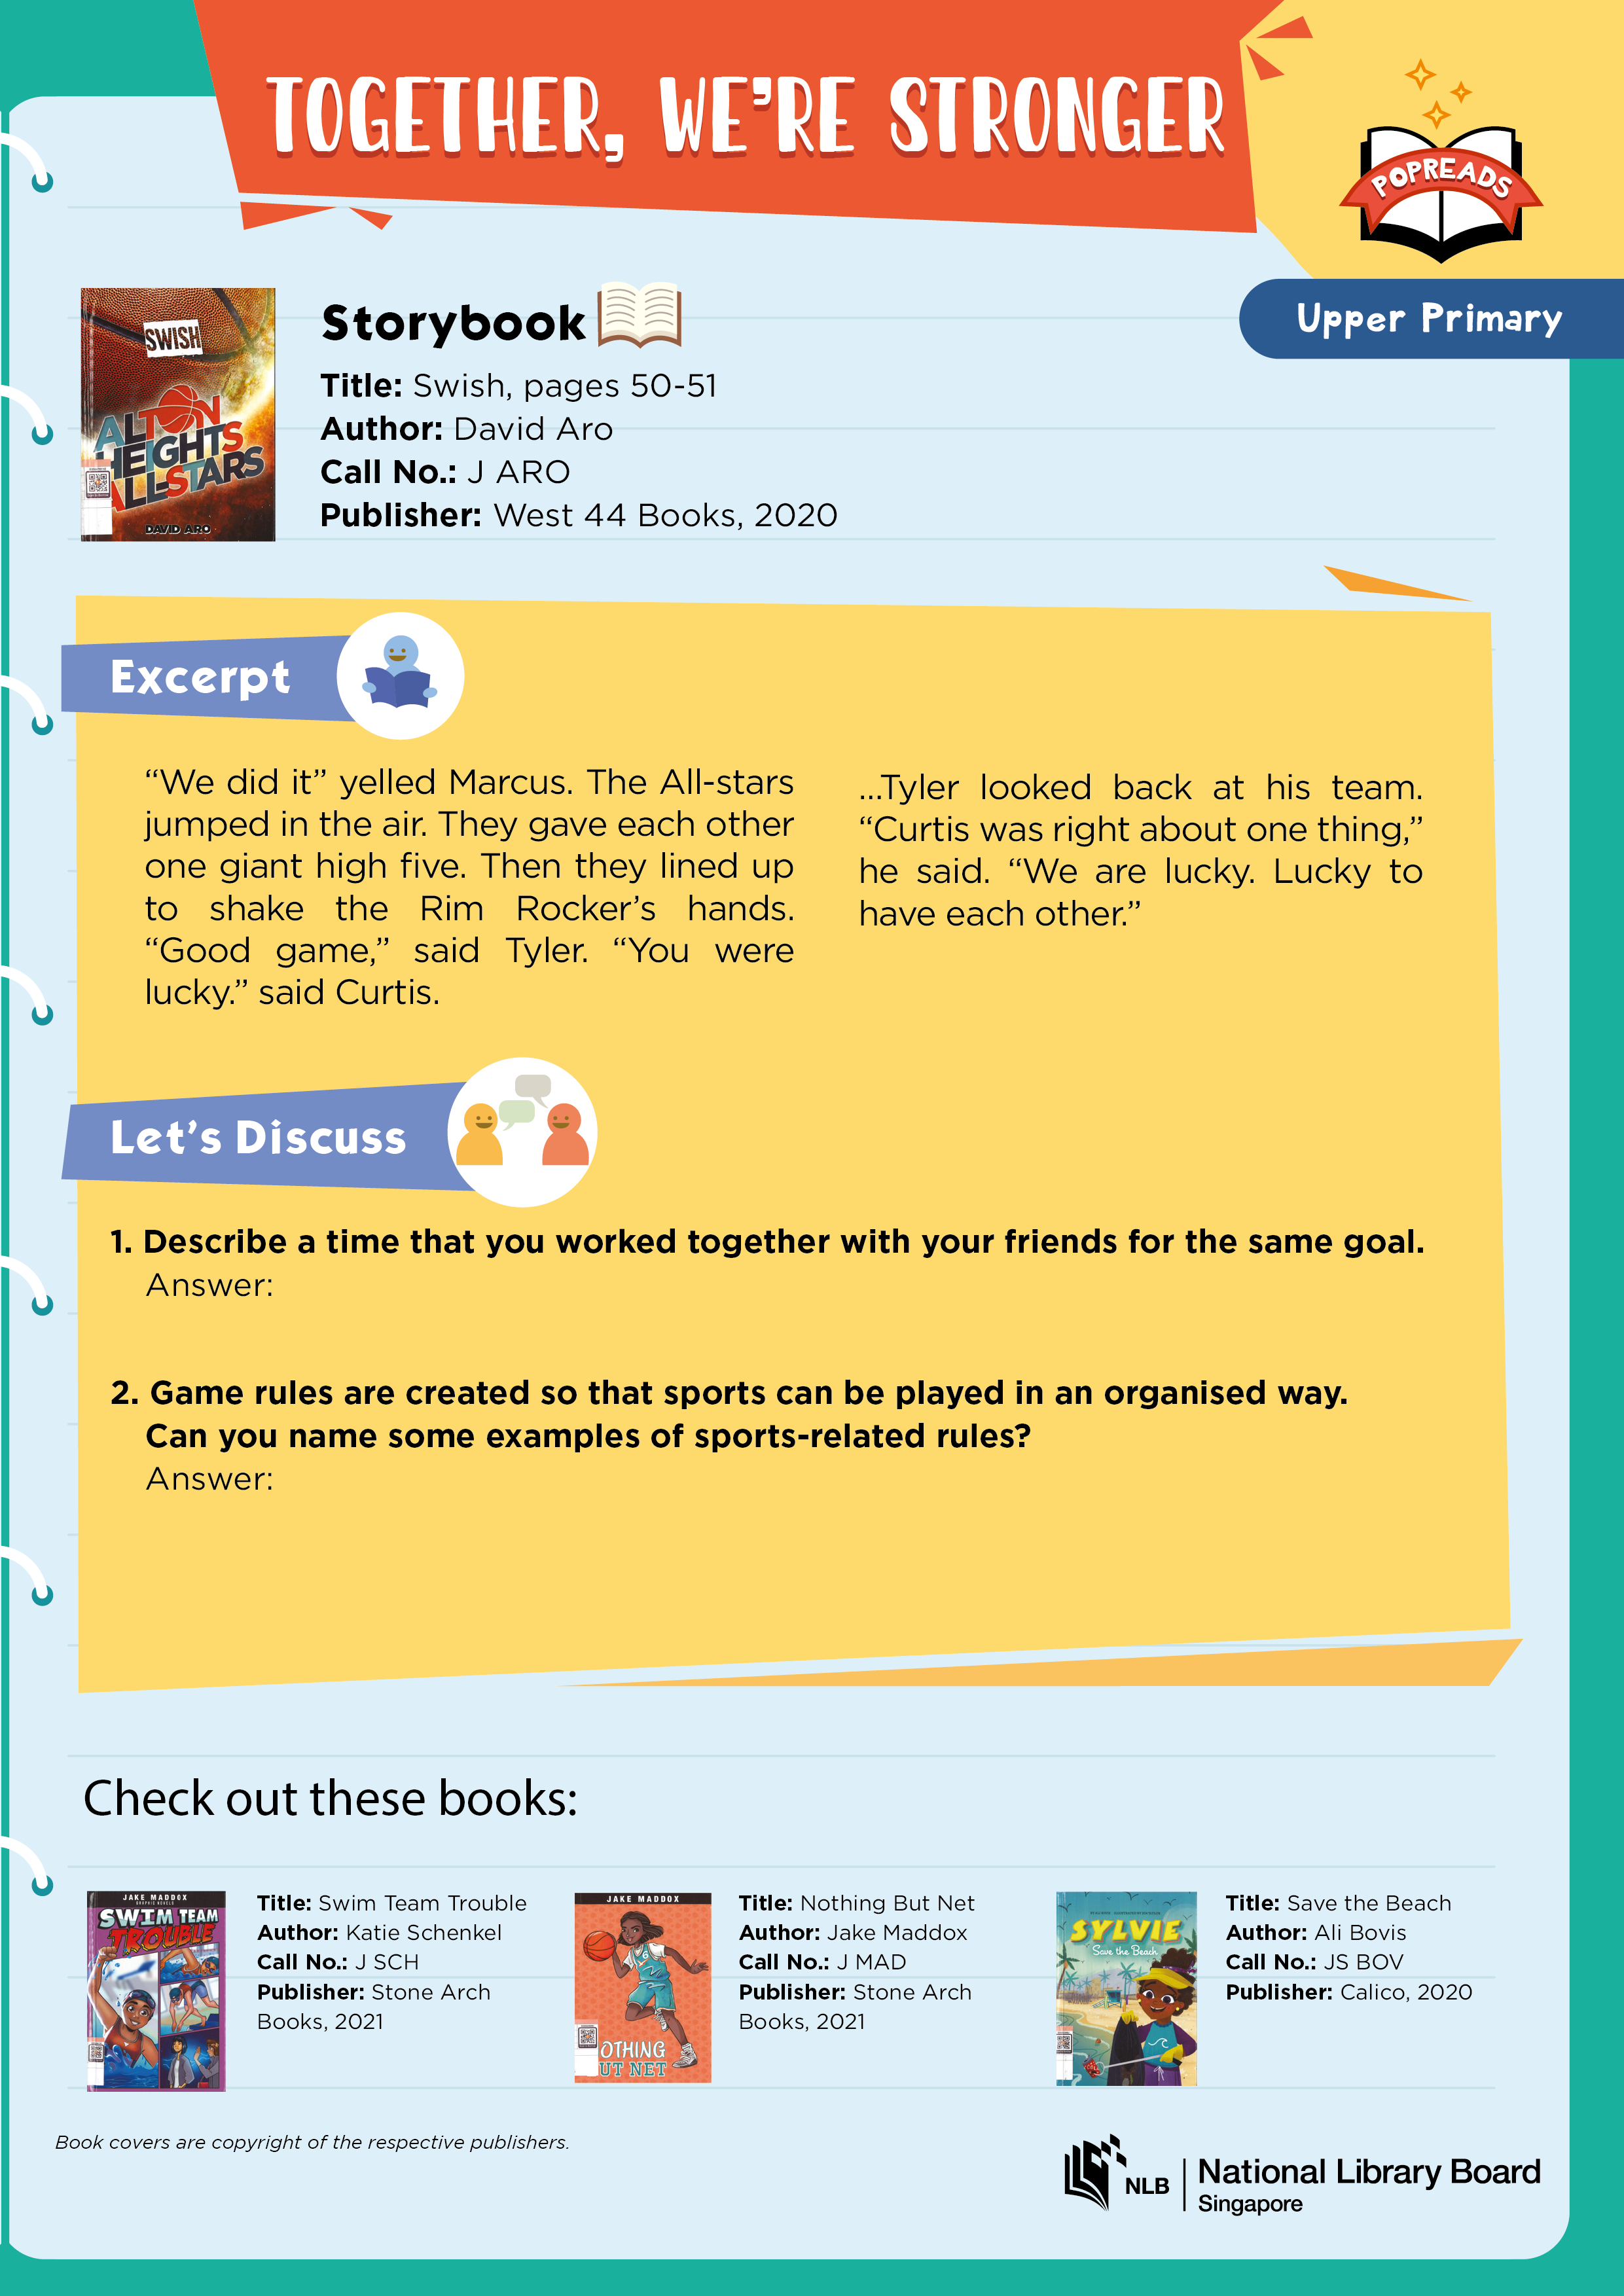 TOGETHER, WE'RE STRONGER
POPREADS
Upper Primary
SWISH
ALTON
HEIGHTS
ALL-STARS
DAVID ARO
Storybook
Title: Swish, pages 50-51
Author: David Aro
Call No.: J ARO
Publisher: West 44 Books, 2020
Excerpt
“We did it” yelled Marcus. The All-stars
jumped in the air. They gave each other
one giant high five. Then they lined up
to shake the Rim Rocker’s hands.
“Good game,” said Tyler. “You were
lucky.” said Curtis.
...Tyler looked back at his team.
“Curtis was right about one thing,”
he said. “We are lucky. Lucky to
have each other.”
Let’s Discuss
1. Describe a time that you worked together with your friends for the same goal.
Answer:
2. Game rules are created so that sports can be played in an organised way.
Can you name some examples of sports-related rules?
Answer:
Check out these books:
JAKE MADDOX
GRAPHIC NOVELS
SWIM TEAM
TROUBLE
Title: Swim Team Trouble
Author: Katie Schenkel
Call No.: J SCH
Publisher: Stone Arch
Books, 2021
JAKE MADDOX
OTHING
UT NET
Title: Nothing But Net
Author: Jake Maddox
Call No.: J MAD
Publisher: Stone Arch
Books, 2021
SYLVIE
Save the Beach
Title: Save the Beach
Author: Ali Bovis
Call No.: JS BOV
Publisher: Calico, 2020
Book covers are copyright of the respective publishers.
NLB
National Library Board
Singapore